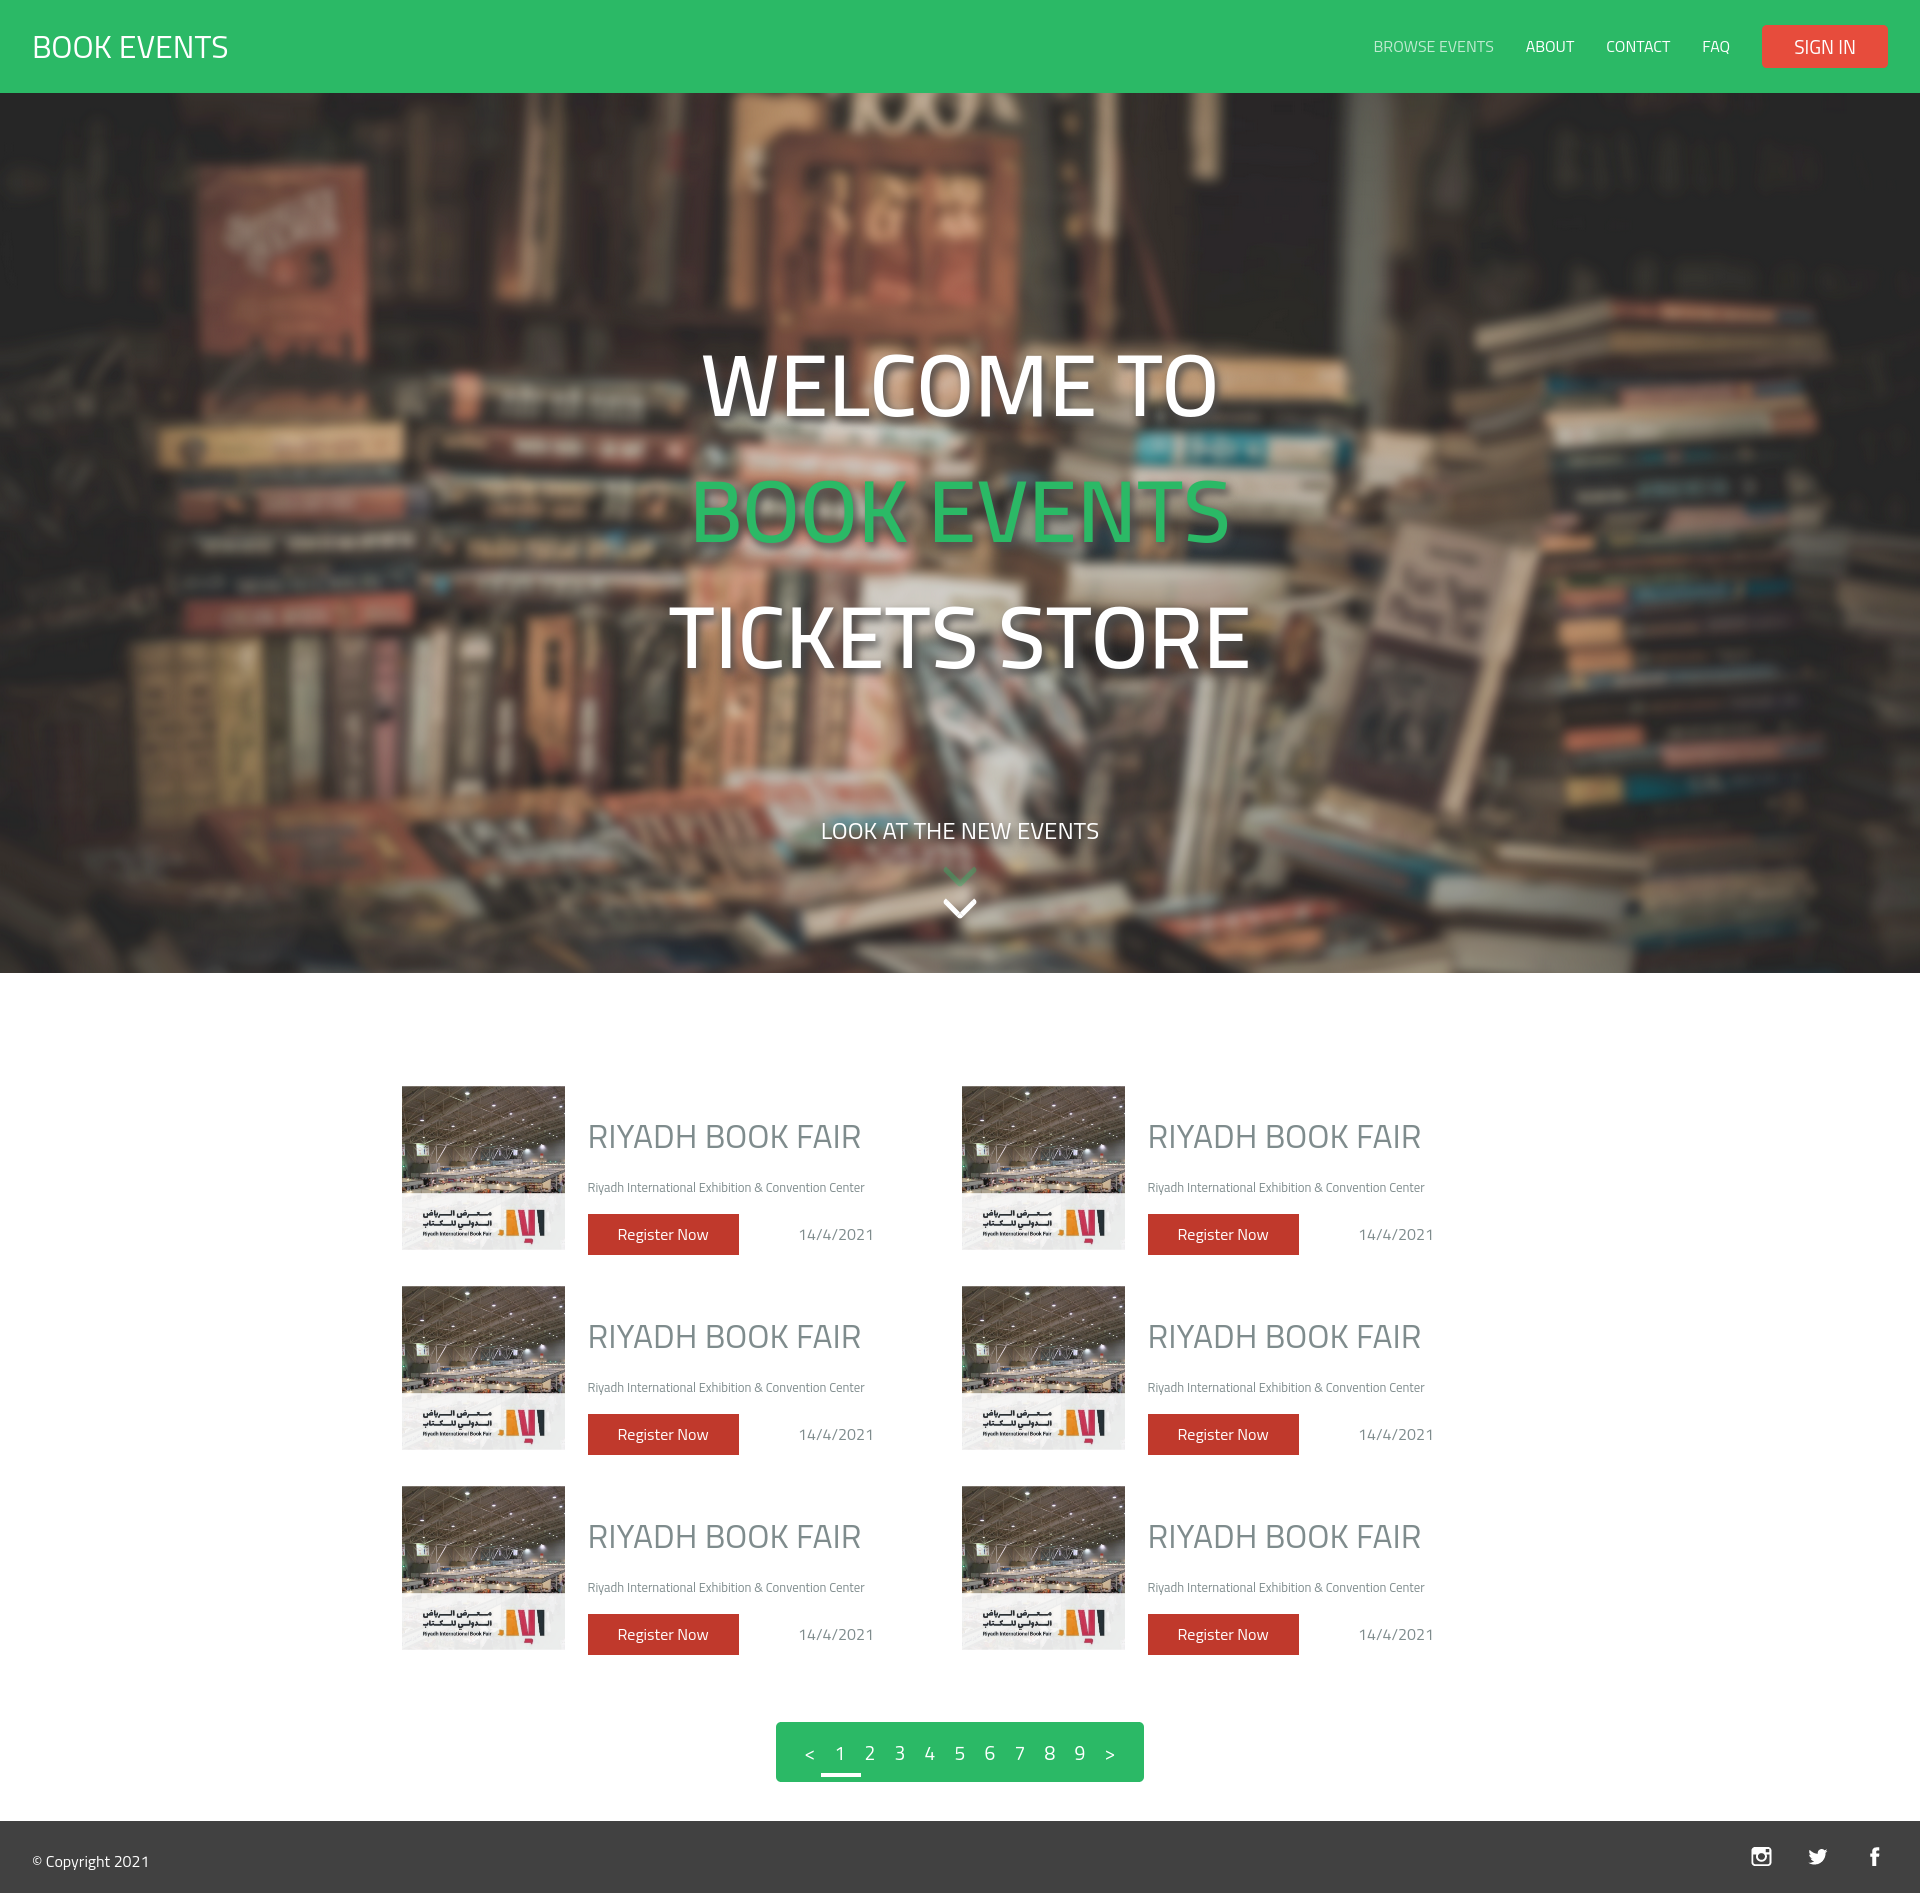 BOOK EVENTS
BROWSE EVENTS ABOUT CONTACT FAQ SIGN IN
WELCOME TO
BOOK EVENTS
TICKETS STORE
LOOK AT THE NEW EVENTS
RIYADH BOOK FAIR
Riyadh International Exhibition & Convention Center
Register Now 14/4/2021
معرض الرياض
الدولي للكتاب
Riyadh International Book Fair
RIYADH BOOK FAIR
Riyadh International Exhibition & Convention Center
Register Now 14/4/2021
معرض الرياض
الدولي للكتاب
Riyadh International Book Fair
RIYADH BOOK FAIR
Riyadh International Exhibition & Convention Center
Register Now 14/4/2021
معرض الرياض
الدولي للكتاب
Riyadh International Book Fair
RIYADH BOOK FAIR
Riyadh International Exhibition & Convention Center
Register Now 14/4/2021
معرض الرياض
الدولي للكتاب
Riyadh International Book Fair
RIYADH BOOK FAIR
Riyadh International Exhibition & Convention Center
Register Now 14/4/2021
معرض الرياض
الدولي للكتاب
Riyadh International Book Fair
RIYADH BOOK FAIR
Riyadh International Exhibition & Convention Center
Register Now 14/4/2021
معرض الرياض
الدولي للكتاب
Riyadh International Book Fair
< 1 2 3 4 5 6 7 8 9 >
© Copyright 2021